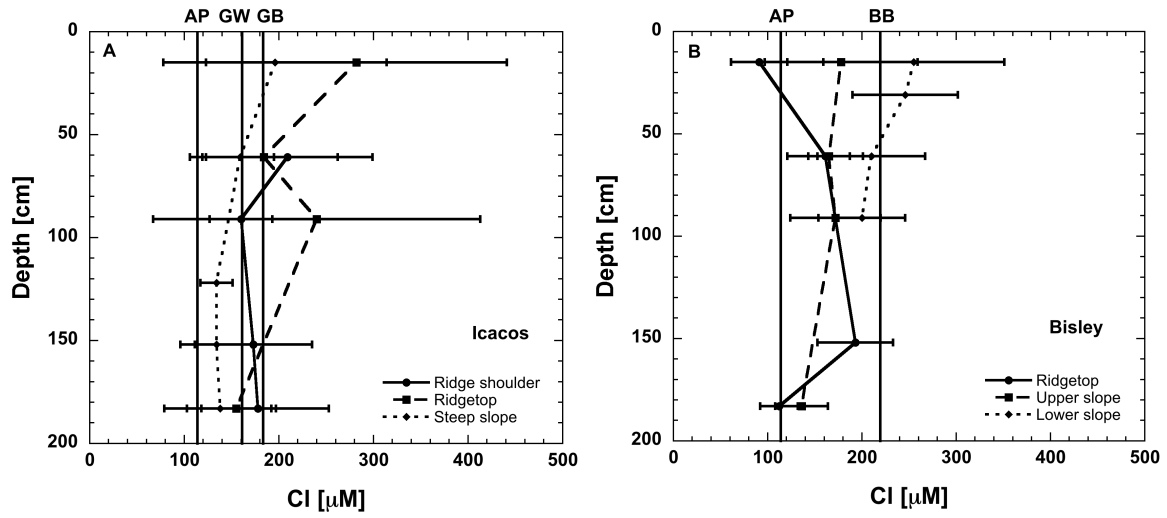 AP GW GB
A
0
50
100
150
200
Depth [cm]
Icacos
Ridge shoulder
Ridgetop
Steep slope
0 100 200 300 400 500
Cl [μM]
AP BB
B
0
50
100
150
200
Depth [cm]
Bisley
Ridgetop
Upper slope
Lower slope
0 100 200 300 400 500
Cl [μM]